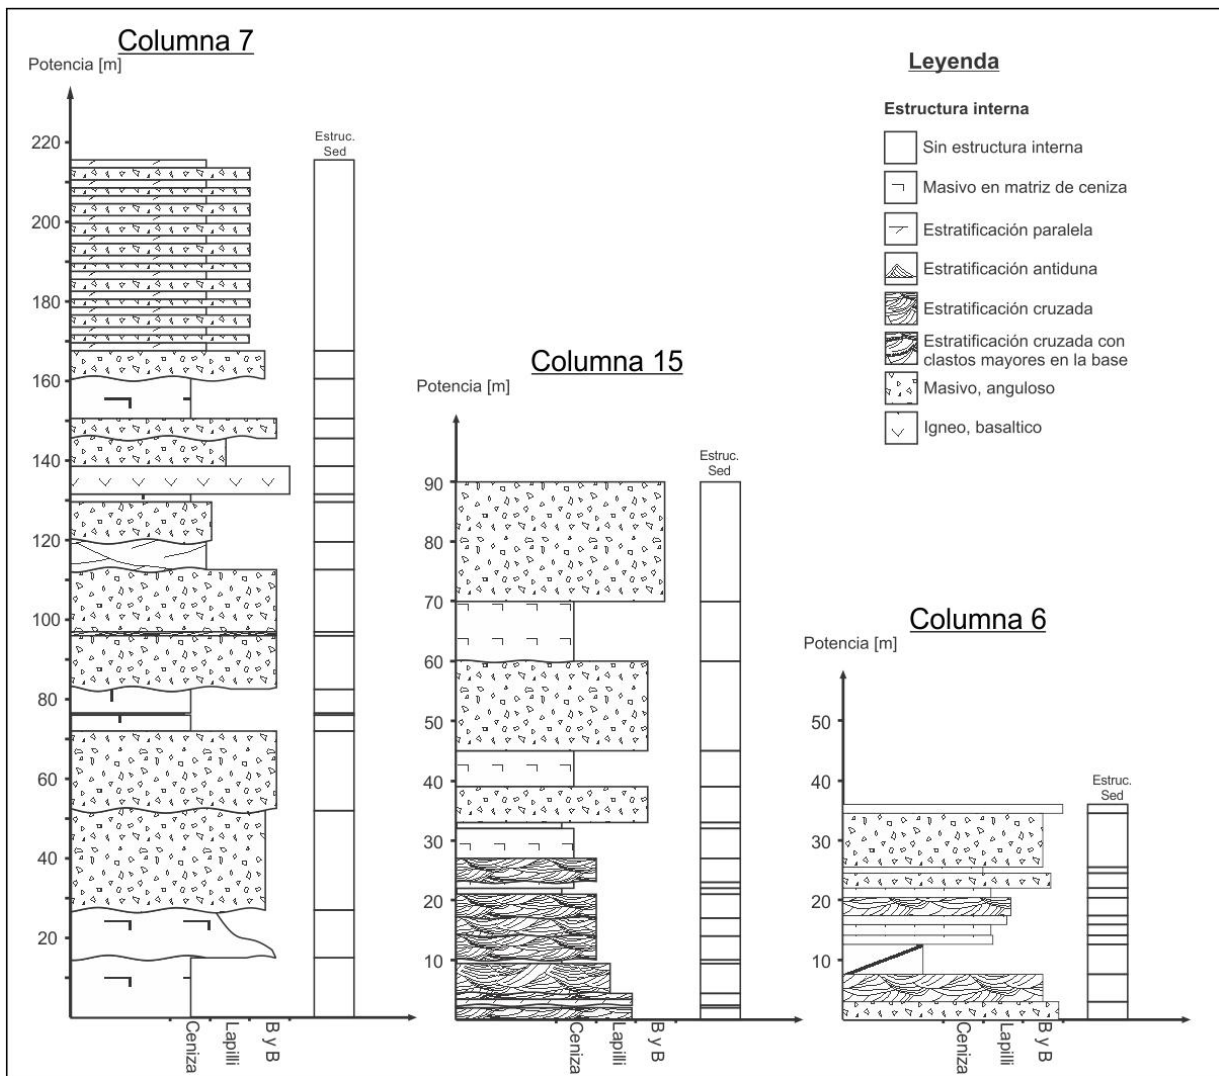 Columna 7
Potencia [m]
220
200
180
160
140
120
100
80
60
40
20
Estruc.
Sed
Ceniza
Lapilli
B y B
Columna 15
Potencia [m]
90
80
70
60
50
40
30
20
10
Estruc.
Sed
Ceniza
Lapilli
B y B
Columna 6
Potencia [m]
50
40
30
20
10
Estruc.
Sed
Ceniza
Lapilli
B y B
Leyenda
Estructura interna
Sin estructura interna
Masivo en matriz de ceniza
Estratificación paralela
Estratificación antiduna
Estratificación cruzada
Estratificación cruzada con
clastos mayores en la base
Masivo, anguloso
Igneo, basaltico